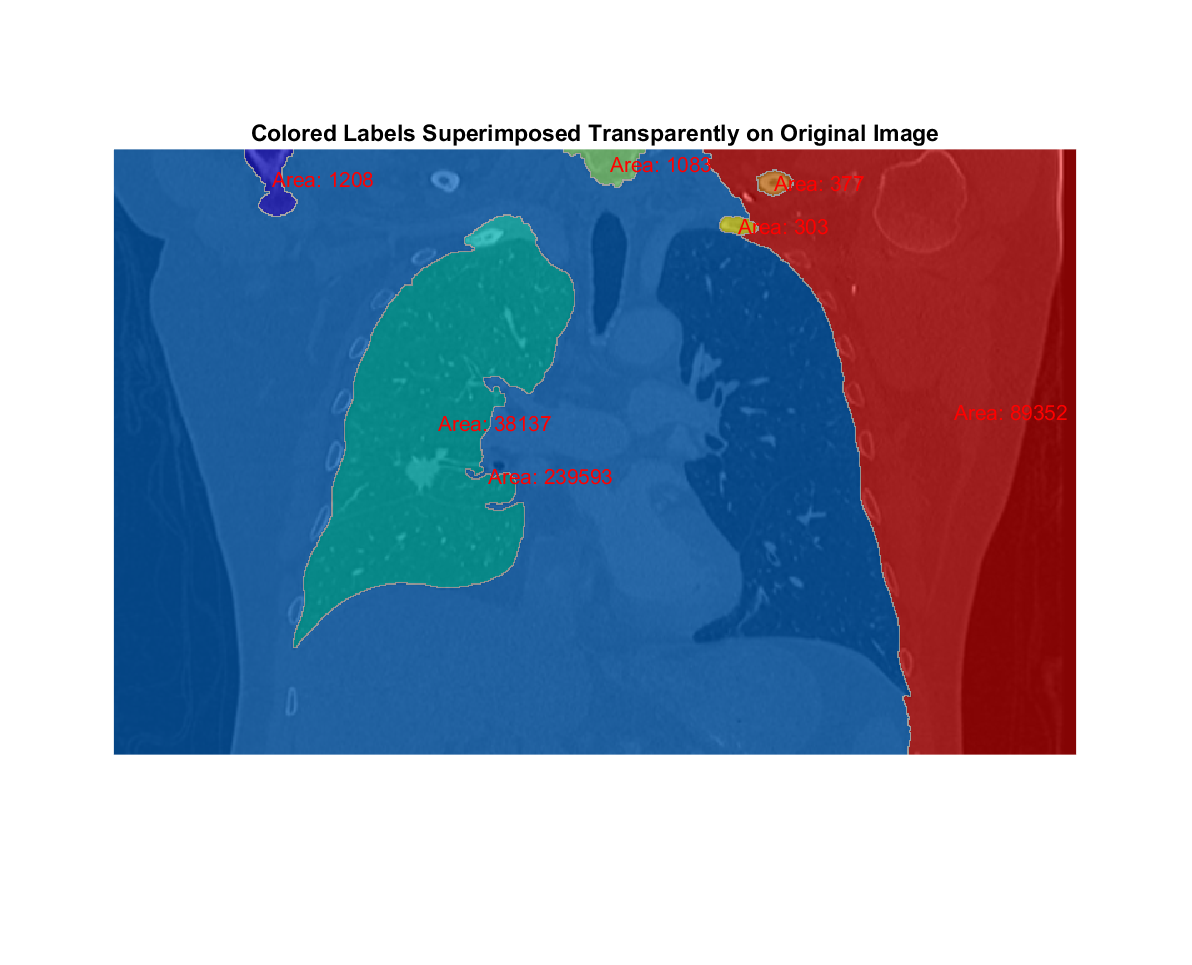 Colored Labels Superimposed Transparently on Original Image
Area: 1083
Area: 1208
Area: 377
Area: 303
Area: 89352
Area: 38137
Area: 239593